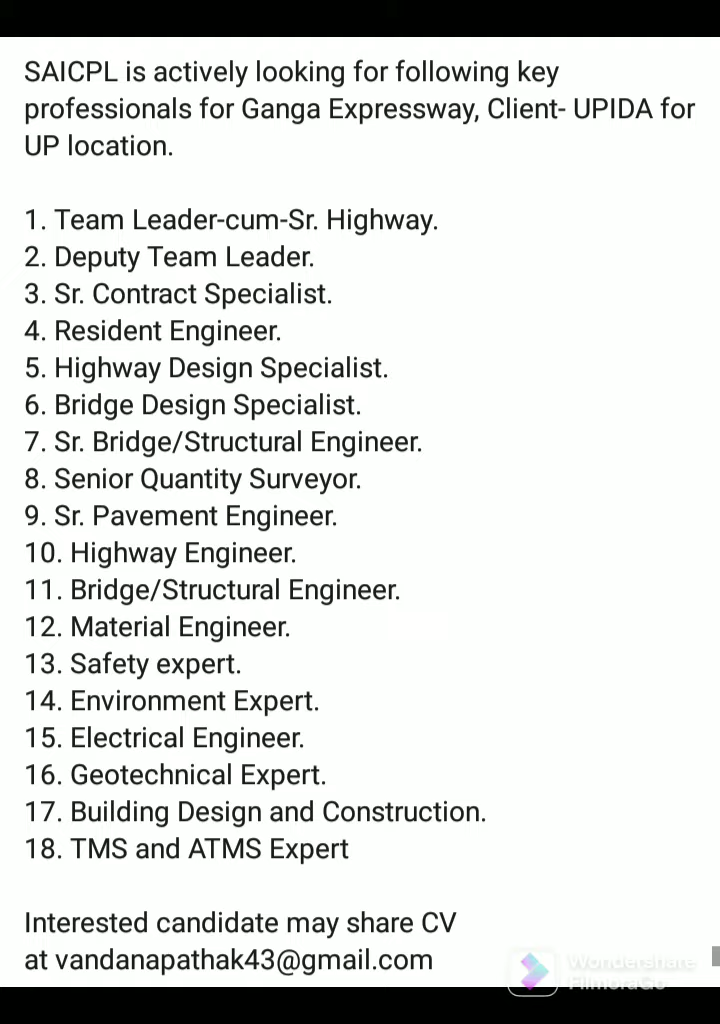 SAICPL is actively looking for following key
professionals for Ganga Expressway, Client- UPIDA for
UP location.
1. Team Leader-cum-Sr. Highway.
2. Deputy Team Leader.
3. Sr. Contract Specialist.
4. Resident Engineer.
5. Highway Design Specialist.
6. Bridge Design Specialist.
7. Sr. Bridge/Structural Engineer.
8. Senior Quantity Surveyor.
9. Sr. Pavement Engineer.
10. Highway Engineer.
11. Bridge/Structural Engineer.
12. Material Engineer.
13. Safety expert.
14. Environment Expert.
15. Electrical Engineer.
16. Geotechnical Expert.
17. Building Design and Construction.
18. TMS and ATMS Expert
Interested candidate may share CV
at vandanapathak43@gmail.com
Wondershare
FilmoraGo